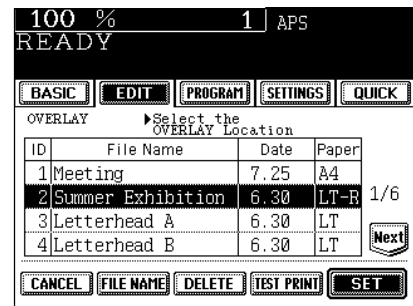 100 % 1 APS
READY
BASIC EDIT PROGRAM SETTINGS QUICK
OVERLAY ▶Select the
OVERLAY Location
ID File Name Date Paper
1 Meeting 7.25 A4
2 Summer Exhibition 6.30 LT-R
1/6
3 Letterhead A 6.30 LT
4 Letterhead B 6.30 LT
Next
CANCEL FILE NAME DELETE TEST PRINT SET